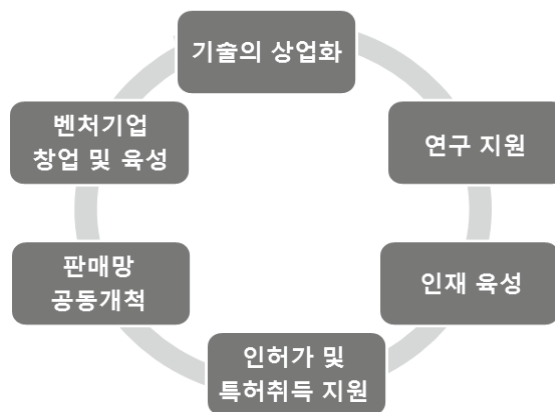 기술의 상업화
연구 지원
인재 육성
인허가 및
특허취득 지원
판매망
공동개척
벤처기업
창업 및 육성